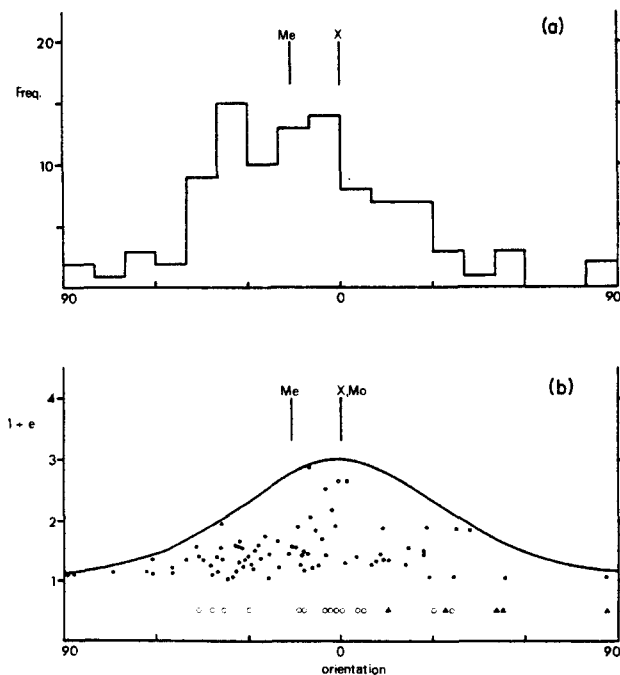 (a)
Me X
20
Freq.
10
90 0 90
(b)
Me X,Mo
4
1 + e
3
2
1
90 0 90
orientation